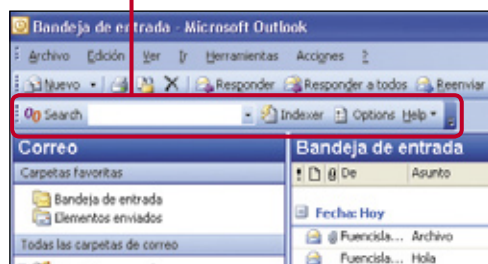 Bandeja de entrada - Microsoft Outlook
Archivo Edición Ver Ir Herramientas Acciones ?
Nuevo Responder Responder a todos Reenviar
Search Indexer Options Help
Correo
Bandeja de entrada
Carpetas favoritas
! De Asunto
Bandeja de entrada
Elementos enviados
Fecha: Hoy
Todas las carpetas de correo
Fuencisla... Archivo
Fuencisla... Hola